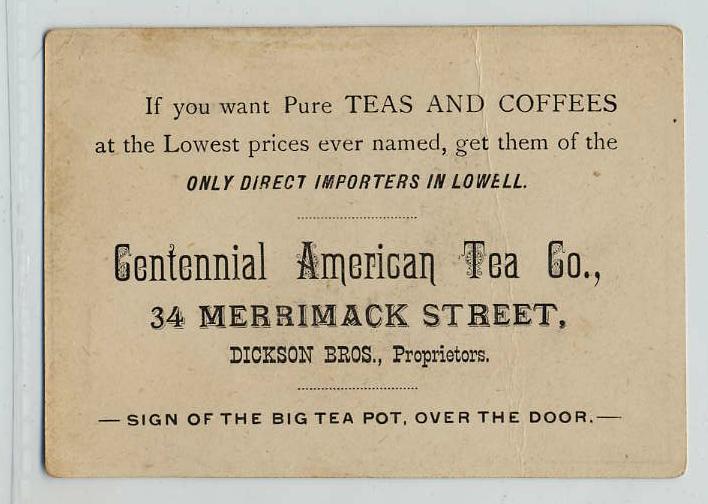 If you want Pure TEAS AND COFFEES
at the Lowest prices ever named, get them of the
ONLY DIRECT IMPORTERS IN LOWELL.
Centennial American Tea Co.,
34 MERRIMACK STREET,
DICKSON BROS., Proprietors.
— SIGN OF THE BIG TEA POT, OVER THE DOOR. —